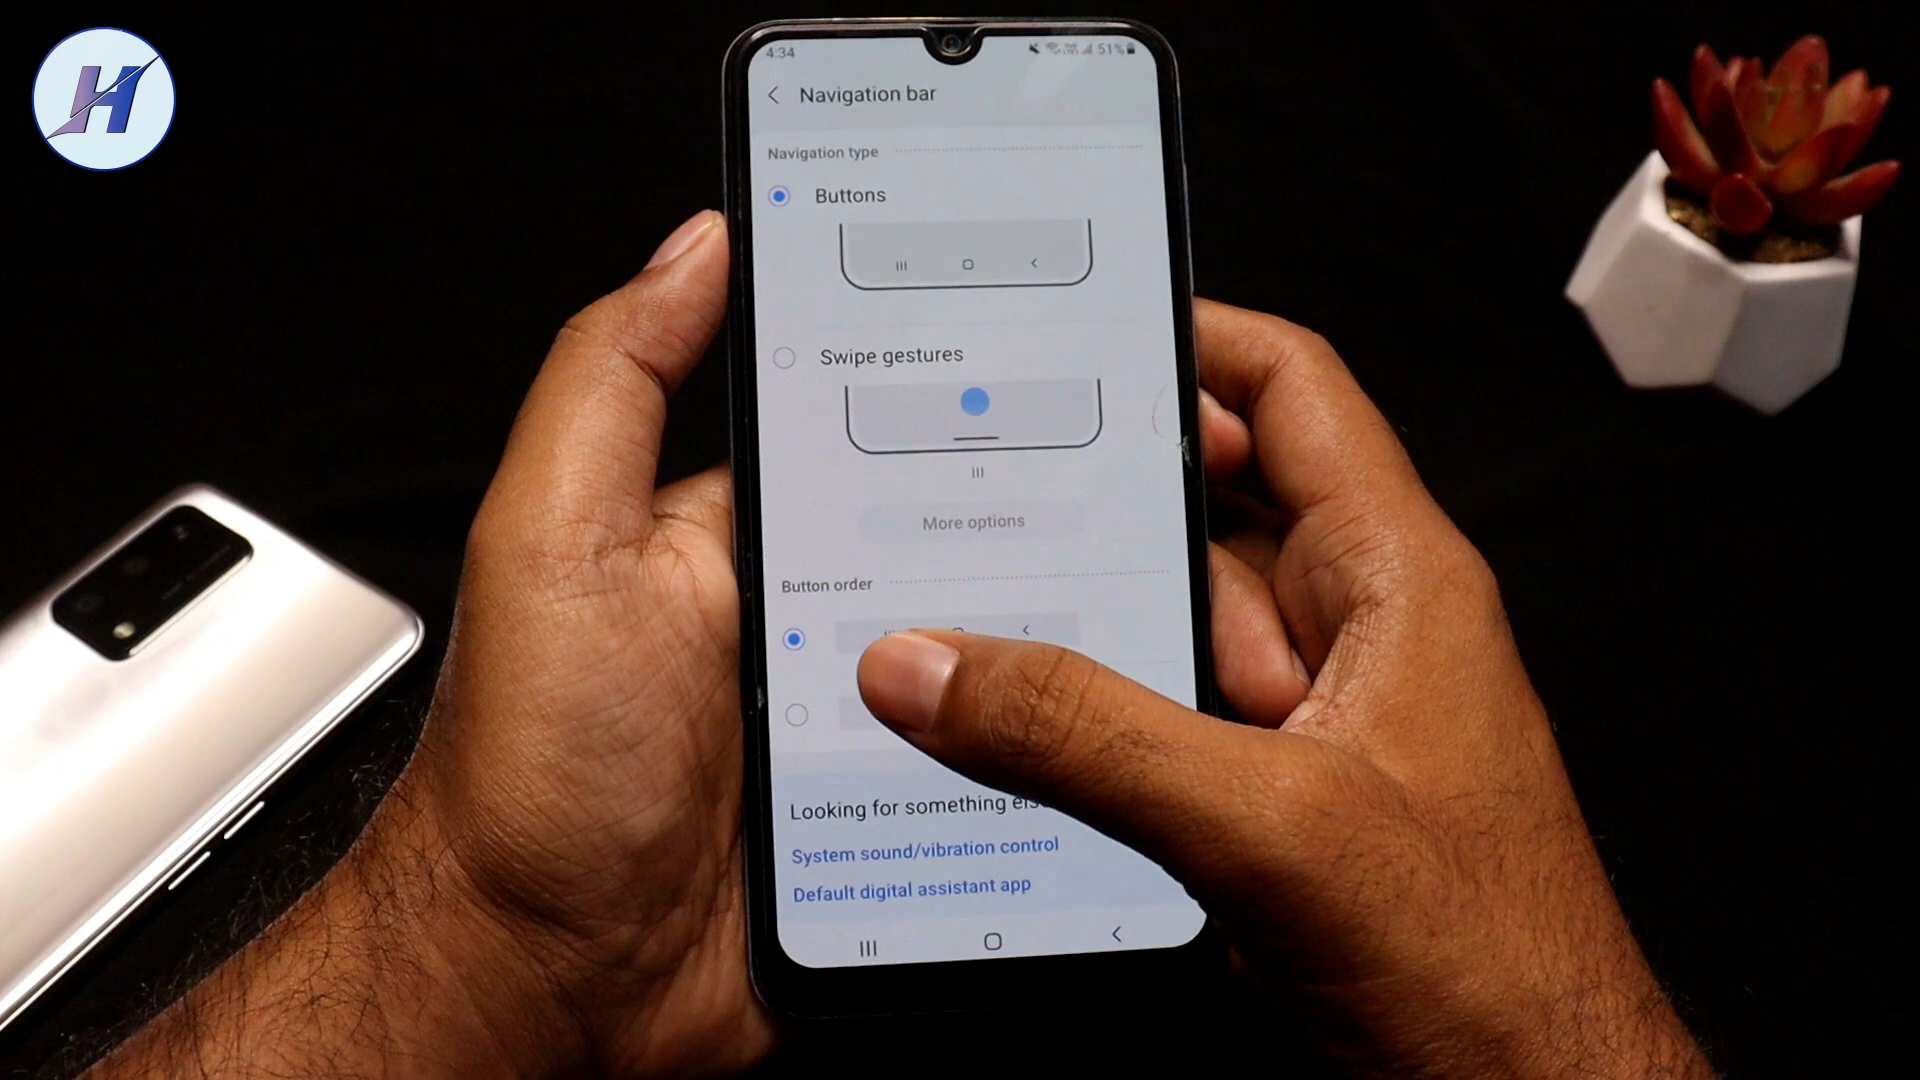 H
4:34
51%
Navigation bar
Navigation type
Buttons
Swipe gestures
More options
Button order
Looking for something else
System sound/vibration control
Default digital assistant app